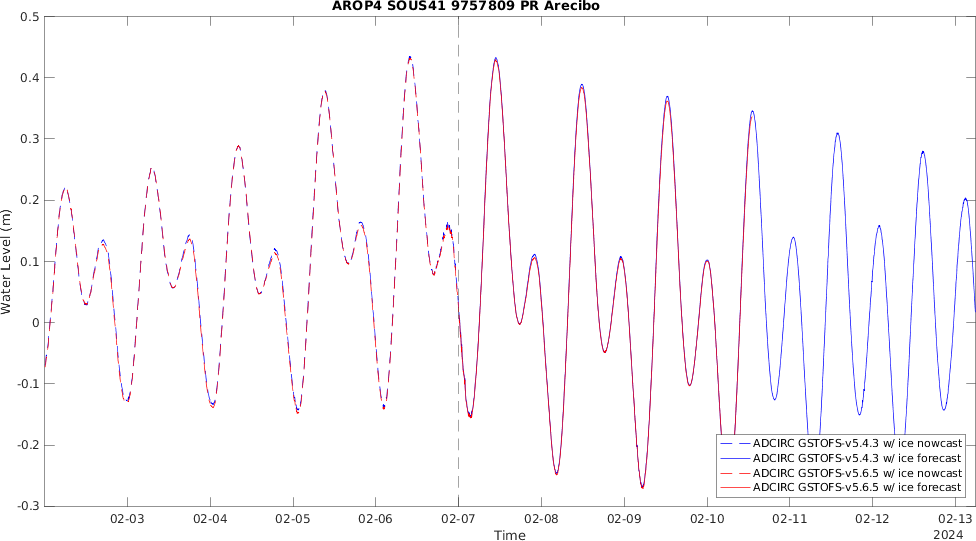 AROP4 SOUS41 9757809 PR Arecibo
0.5
0.4
0.3
0.2
0.1
0
-0.1
-0.2
-0.3
Water Level (m)
ADCIRC GSTOFS-v5.4.3 w/ ice nowcast
ADCIRC GSTOFS-v5.4.3 w/ ice forecast
ADCIRC GSTOFS-v5.6.5 w/ ice nowcast
ADCIRC GSTOFS-v5.6.5 w/ ice forecast
02-03 02-04 02-05 02-06 02-07 02-08 02-09 02-10 02-11 02-12 02-13
Time
2024